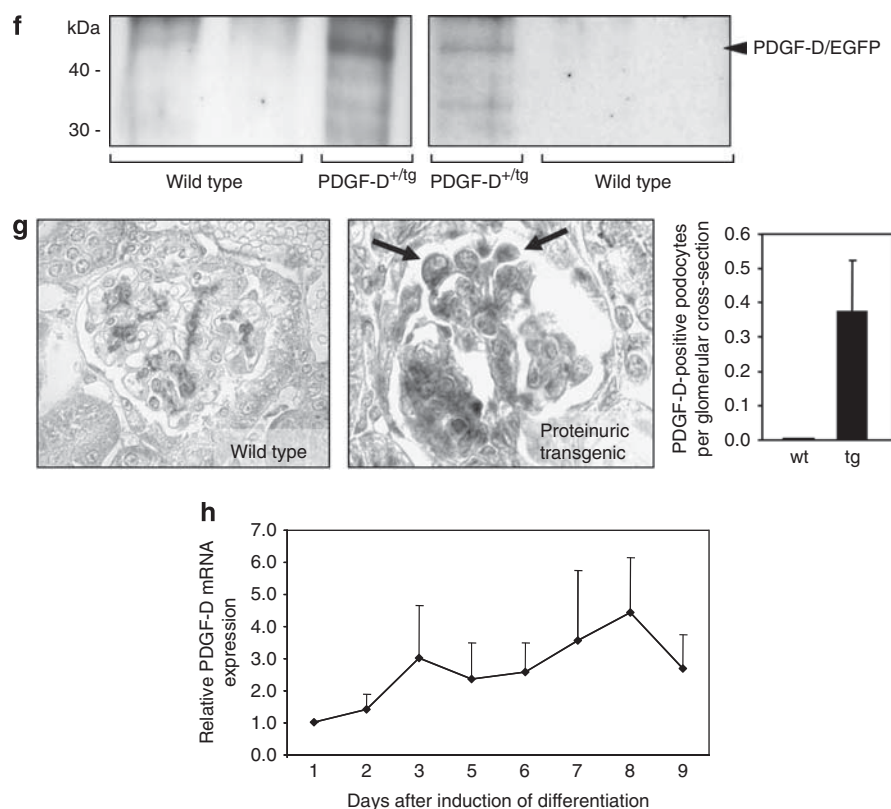 f
kDa
40 -
30 -
PDGF-D/EGFP
Wild type
PDGF-D+/tg
PDGF-D+/tg
Wild type
g
Wild type
Proteinuric
transgenic
PDGF-D-positive podocytes
per glomerular cross-section
0.6
0.5
0.4
0.3
0.2
0.1
0.0
wt
tg
h
Relative PDGF-D mRNA
expression
7.0
6.0
5.0
4.0
3.0
2.0
1.0
0.0
1 2 3 5 6 7 8 9
Days after induction of differentiation